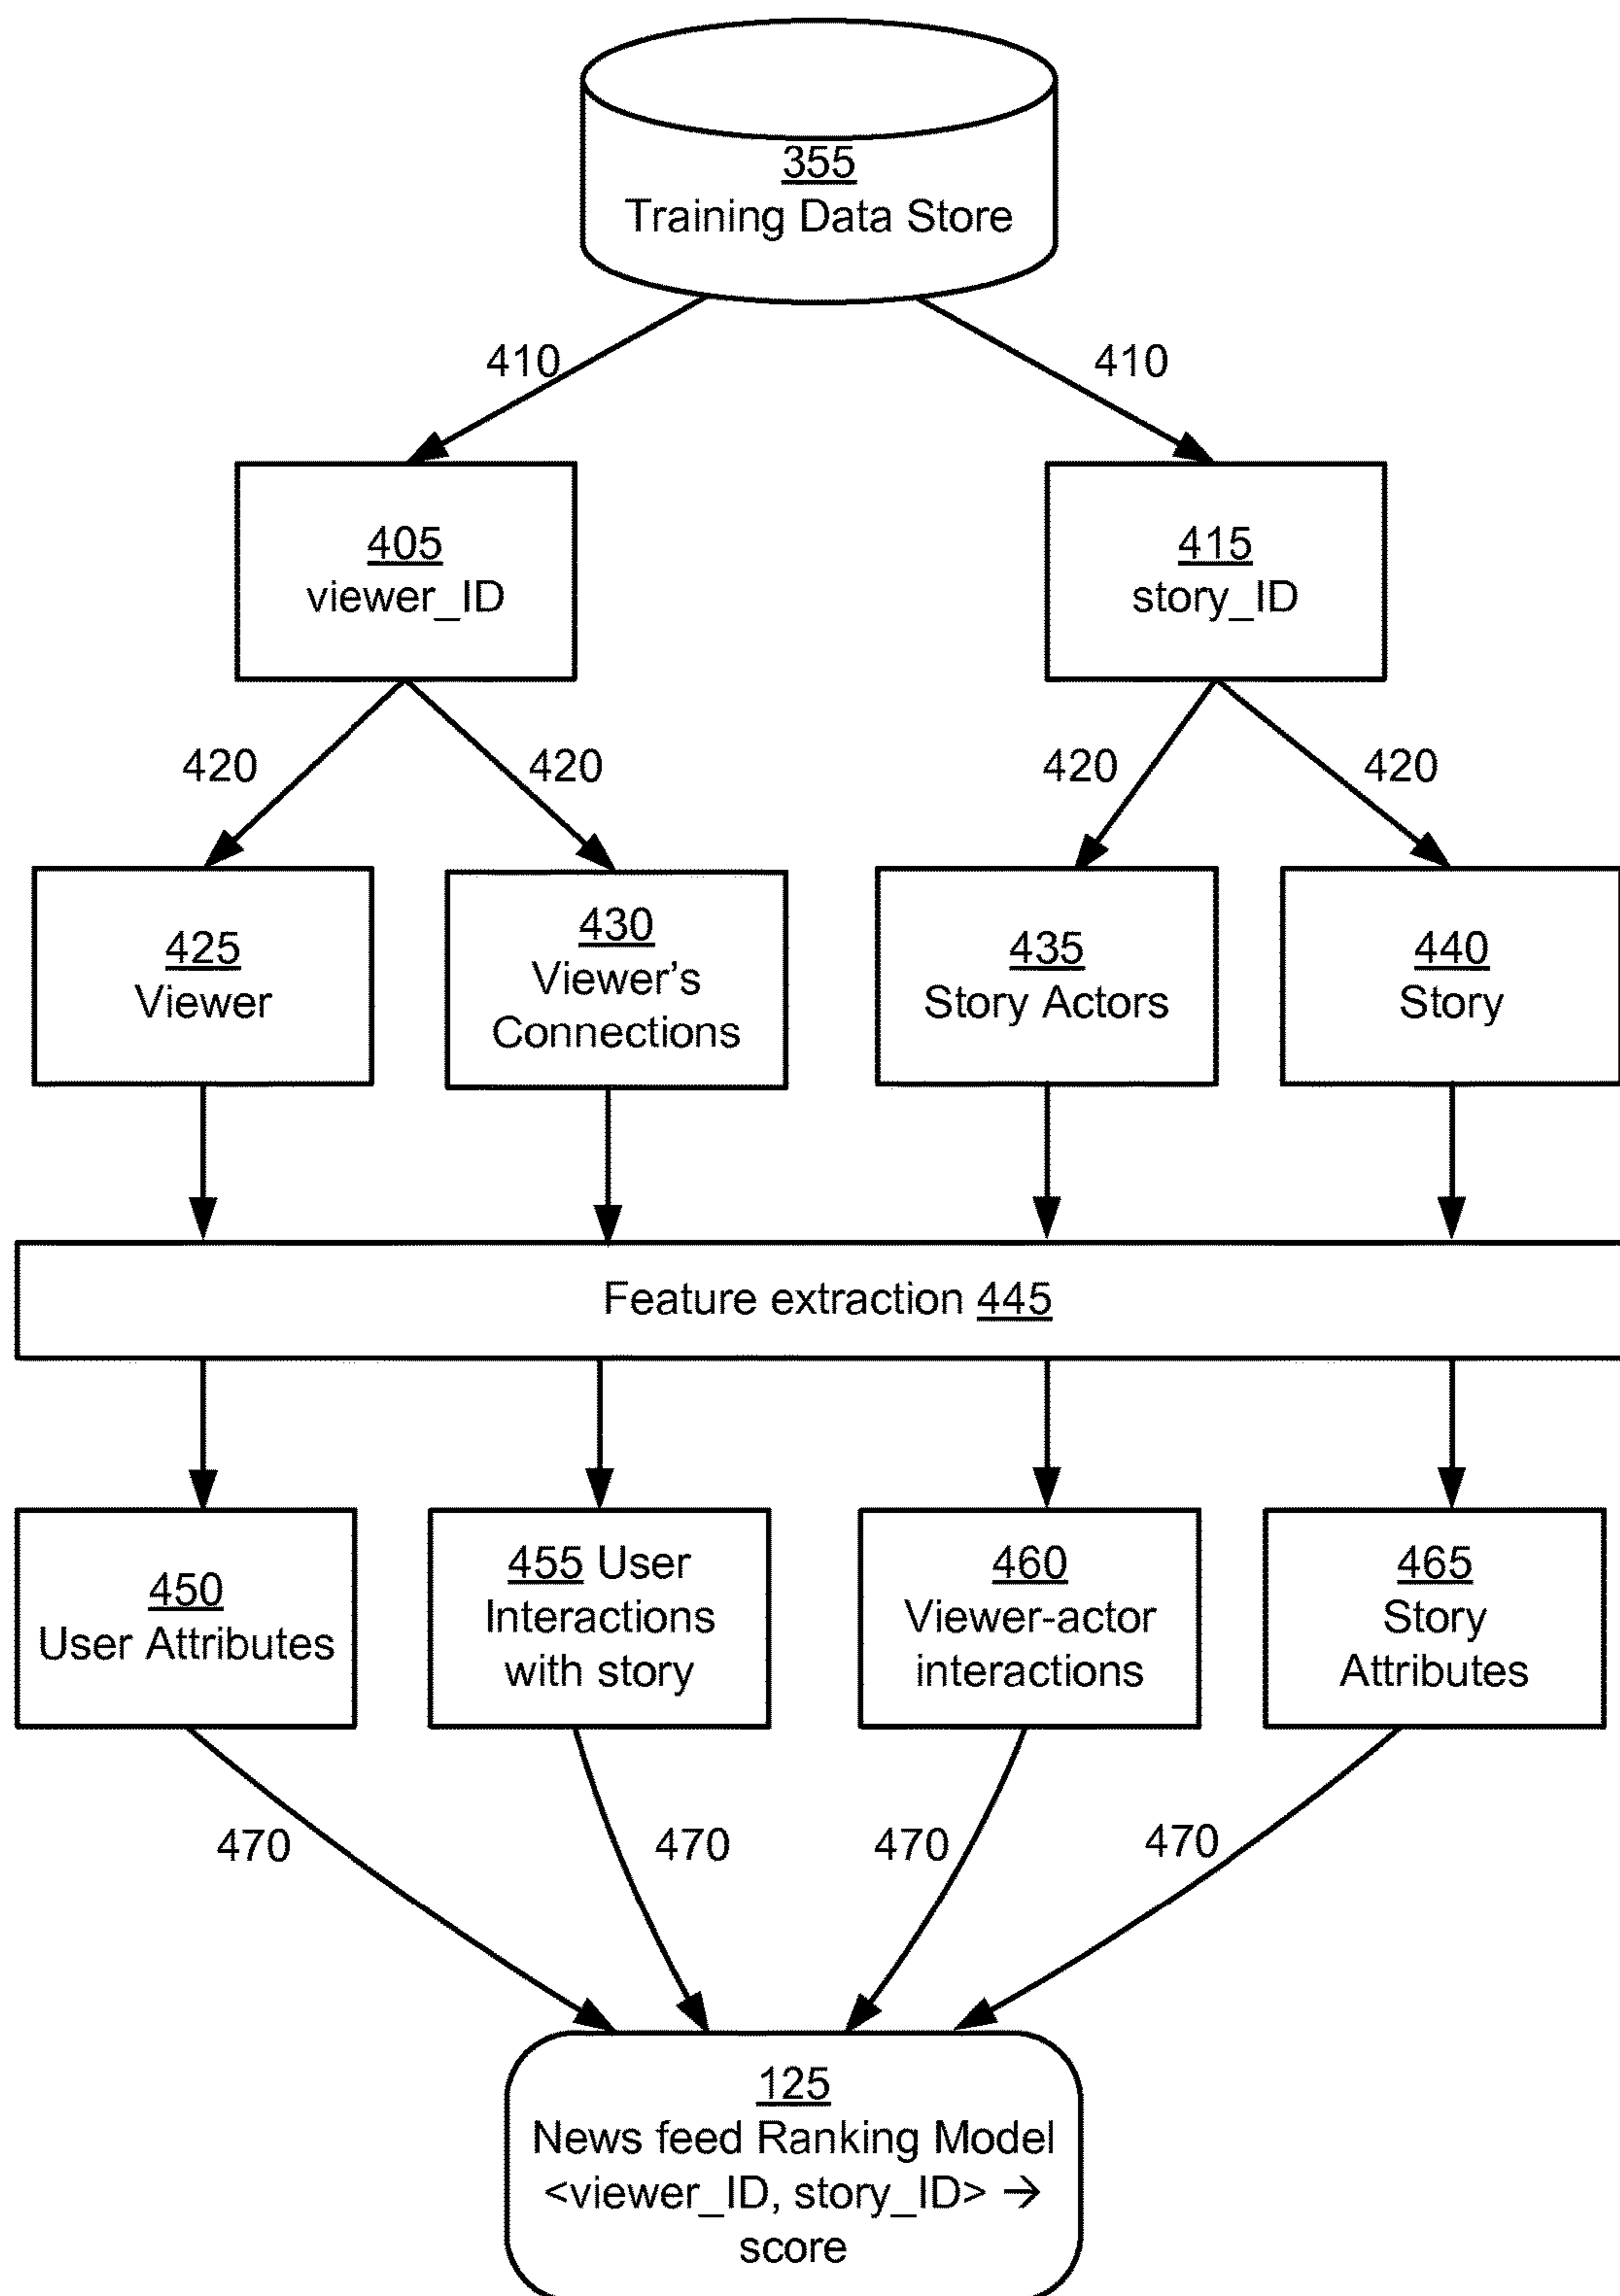 355
Training Data Store
410
410
405
viewer_ID
415
story_ID
420
420
420
420
425
Viewer
430
Viewer’s
Connections
435
Story Actors
440
Story
Feature extraction 445
450
User Attributes
455 User
Interactions
with story
460
Viewer-actor
interactions
465
Story
Attributes
470
470
470
470
125
News feed Ranking Model
<viewer_ID, story_ID> →
score